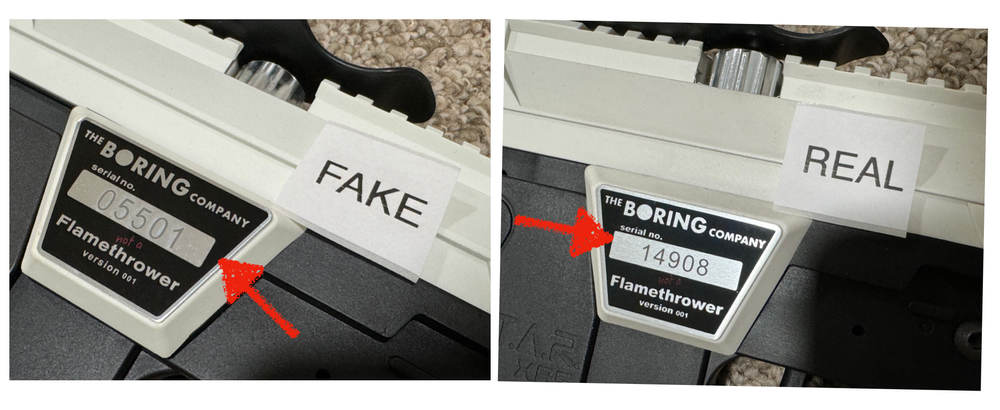 FAKE
THE BORING COMPANY
serial no.
05501
not a
Flamethrower
version 001
REAL
THE BORING COMPANY
serial no.
14908
not a
Flamethrower
version 001